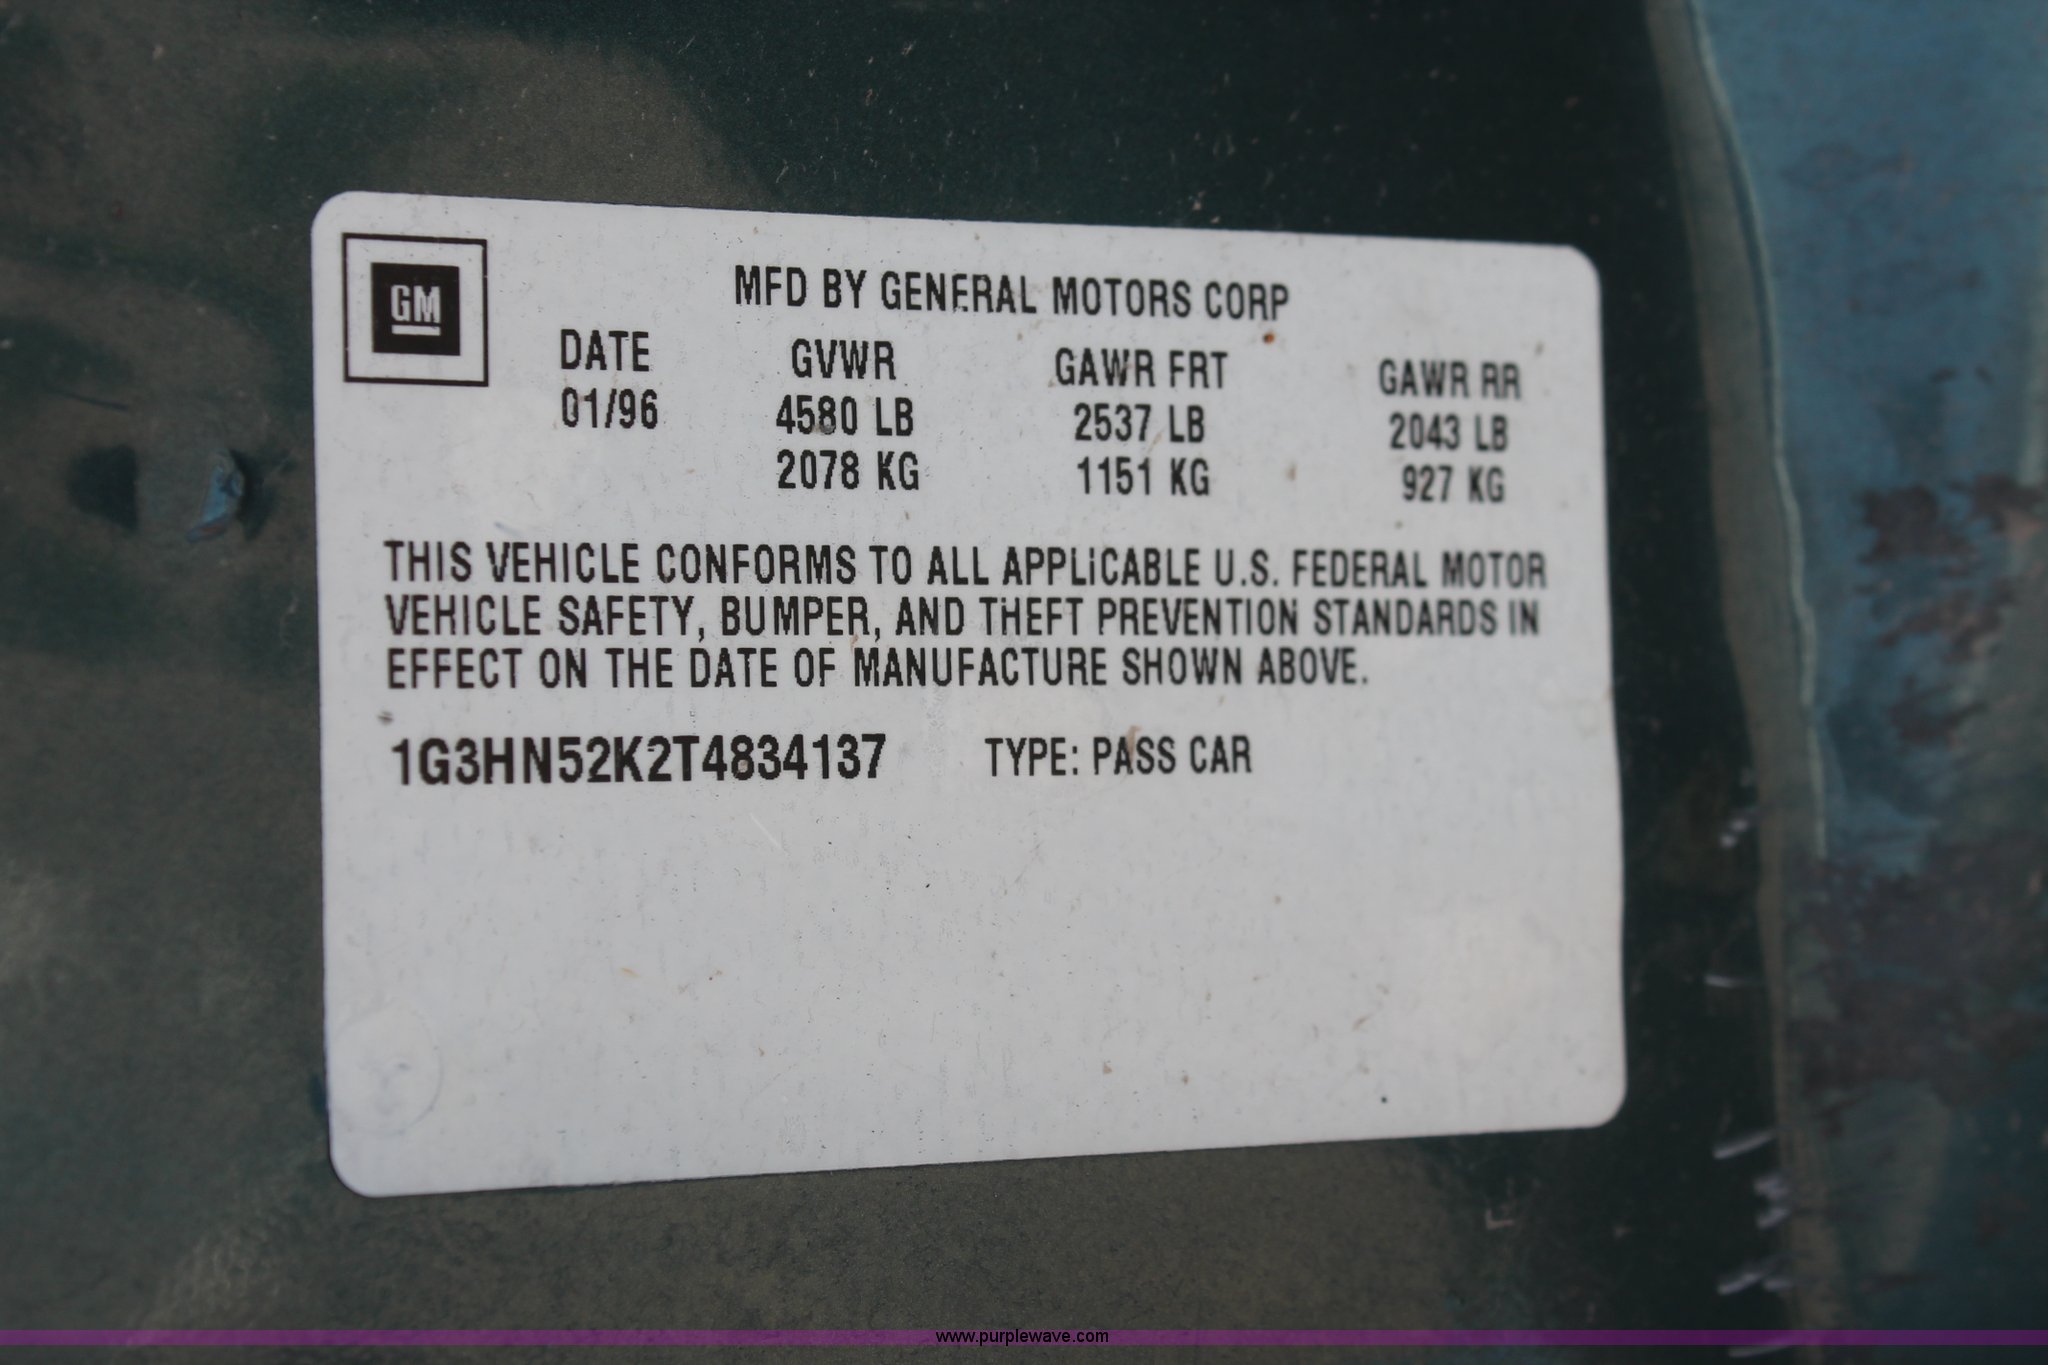 GM
MFD BY GENERAL MOTORS CORP
DATE GVWR GAWR FRT GAWR RR
01/96 4580 LB 2537 LB 2043 LB
2078 KG 1151 KG 927 KG
THIS VEHICLE CONFORMS TO ALL APPLICABLE U.S. FEDERAL MOTOR
VEHICLE SAFETY, BUMPER, AND THEFT PREVENTION STANDARDS IN
EFFECT ON THE DATE OF MANUFACTURE SHOWN ABOVE.
1G3HN52K2T4834137 TYPE: PASS CAR
www.purplewave.com